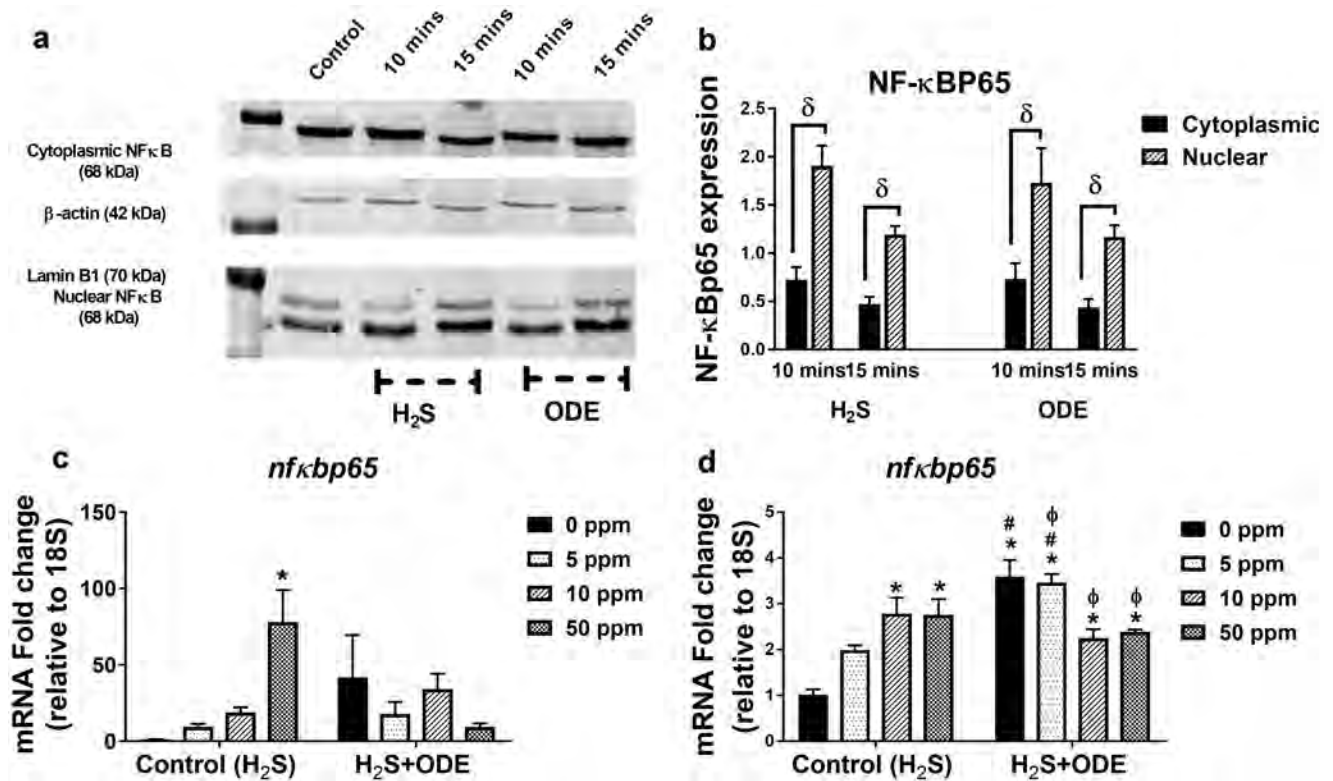 a
Control
10 mins
15 mins
10 mins
15 mins
Cytoplasmic NFκB
(68 kDa)
β-actin (42 kDa)
Lamin B1 (70 kDa)
Nuclear NFκB
(68 kDa)
H₂S
ODE
b
NF-κBP65
NF-κBp65 expression
2.5
2.0
1.5
1.0
0.5
0.0
δ
δ
δ
δ
Cytoplasmic
Nuclear
10 mins 15 mins
10 mins 15 mins
H₂S
ODE
c
nfκbp65
mRNA Fold change
(relative to 18S)
150
100
50
0
*
0 ppm
5 ppm
10 ppm
50 ppm
Control (H₂S)
H₂S+ODE
d
nfκbp65
mRNA Fold change
(relative to 18S)
5
4
3
2
1
0
*
*
#
*
ϕ
#
*
ϕ
*
ϕ
*
0 ppm
5 ppm
10 ppm
50 ppm
Control (H₂S)
H₂S+ODE